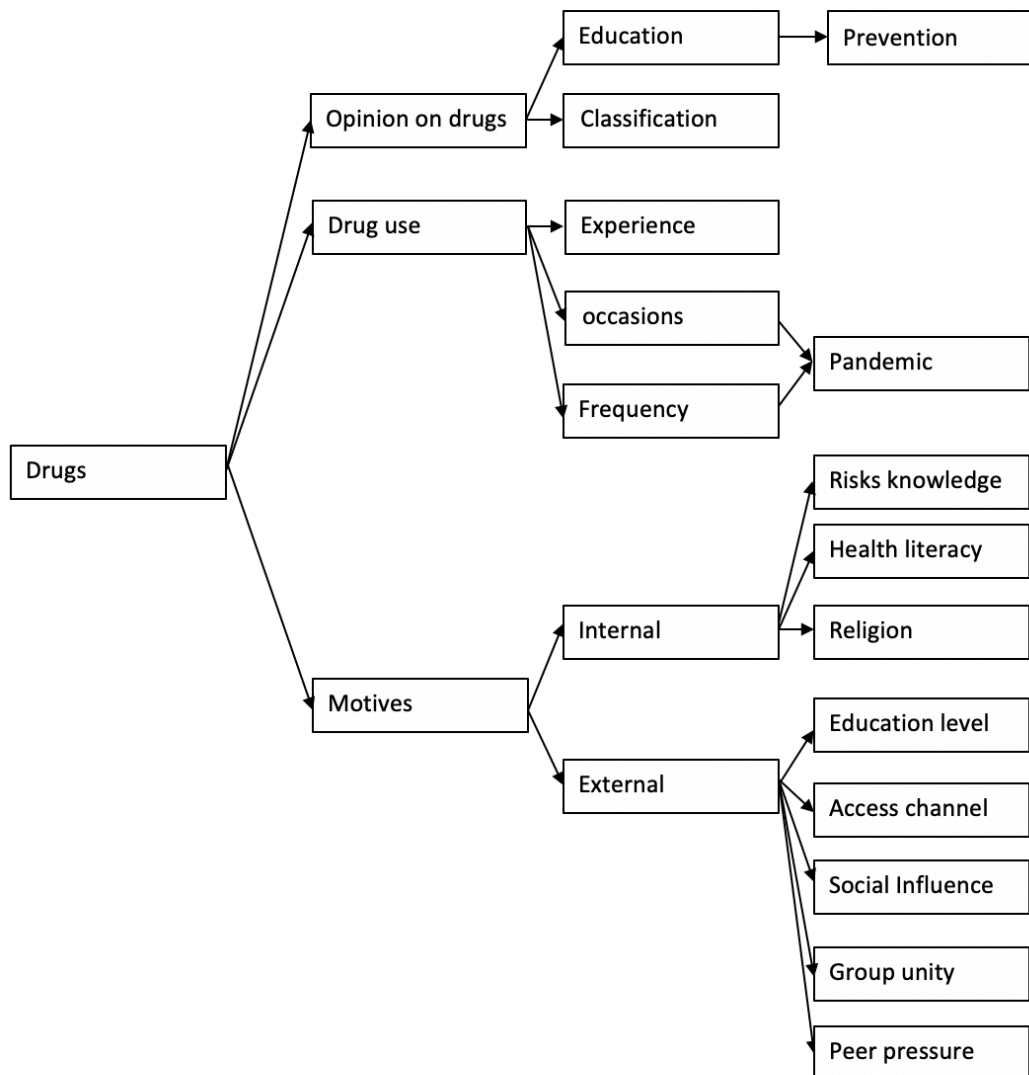 Education
Prevention
Opinion on drugs
Classification
Drug use
Experience
occasions
Pandemic
Frequency
Drugs
Risks knowledge
Health literacy
Internal
Religion
Motives
Education level
External
Access channel
Social Influence
Group unity
Peer pressure